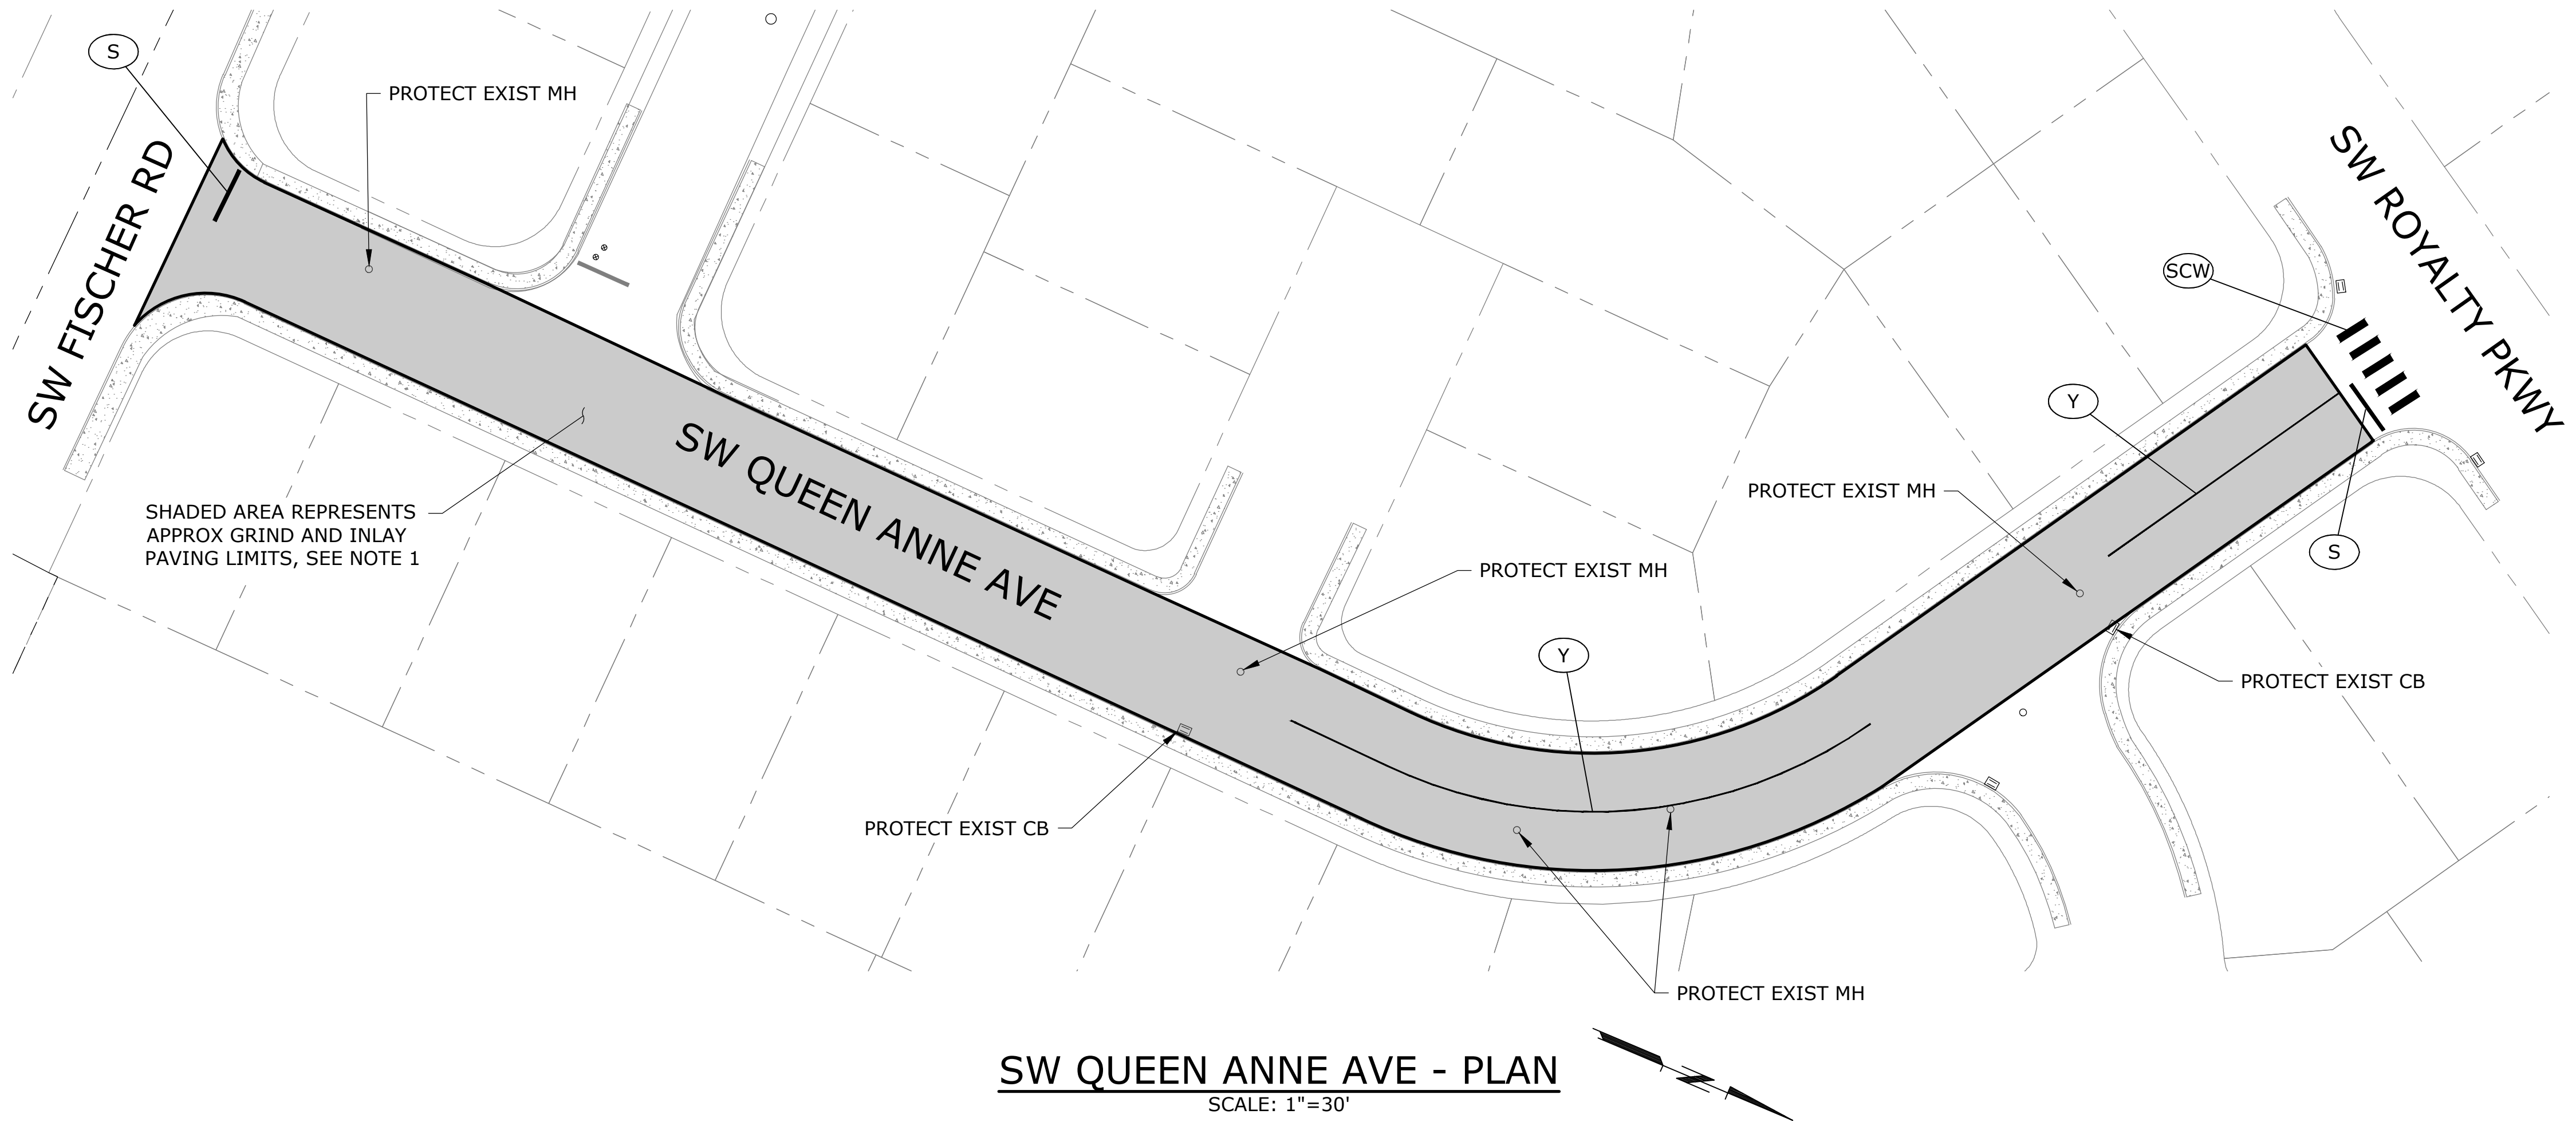 S
PROTECT EXIST MH
SW FISCHER RD
SW ROYALTY PKWY
SCW
Y
SW QUEEN ANNE AVE
PROTECT EXIST MH
SHADED AREA REPRESENTS
APPROX GRIND AND INLAY
PAVING LIMITS, SEE NOTE 1
S
PROTECT EXIST MH
Y
PROTECT EXIST CB
PROTECT EXIST CB
PROTECT EXIST MH
SW QUEEN ANNE AVE - PLAN
SCALE: 1"=30'
N